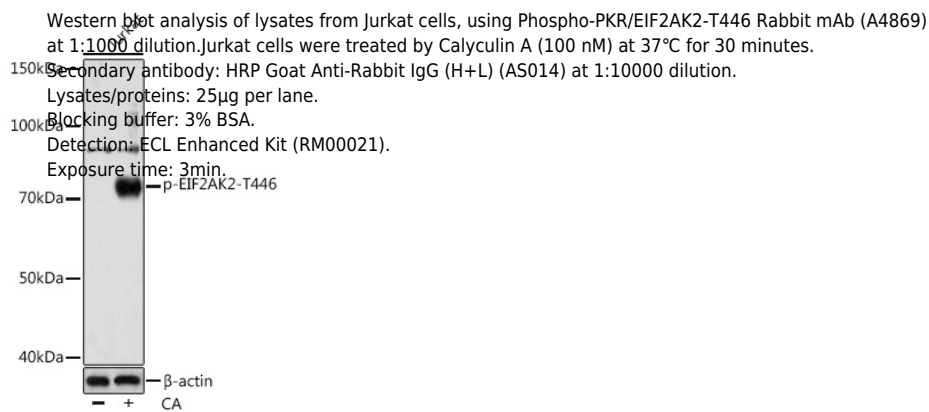 Western blot analysis of lysates from Jurkat cells, using Phospho-PKR/EIF2AK2-T446 Rabbit mAb (A4869)
at 1:1000 dilution.Jurkat cells were treated by Calyculin A (100 nM) at 37℃ for 30 minutes.
Secondary antibody: HRP Goat Anti-Rabbit IgG (H+L) (AS014) at 1:10000 dilution.
Lysates/proteins: 25μg per lane.
Blocking buffer: 3% BSA.
Detection: ECL Enhanced Kit (RM00021).
Exposure time: 3min.
Jurkat
150kDa
100kDa
p-EIF2AK2-T446
70kDa
50kDa
40kDa
β-actin
- + CA